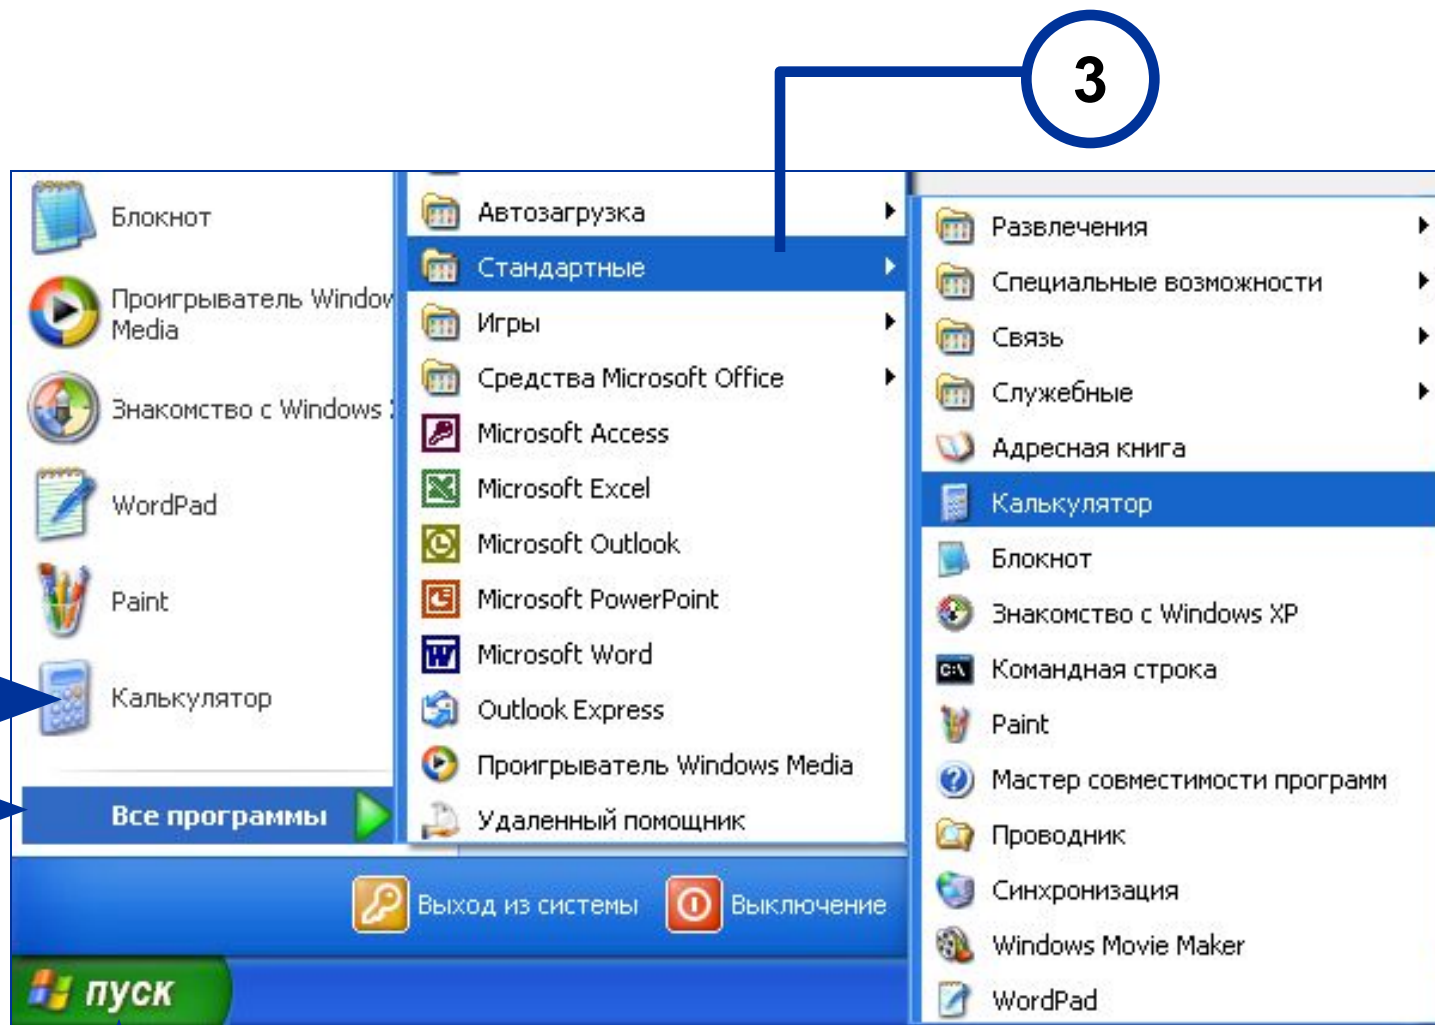 3
Блокнот
Проигрыватель Window
Media
Знакомство с Windows
WordPad
Paint
Калькулятор
Все программы
Автозагрузка
Стандартные
Игры
Средства Microsoft Office
Microsoft Access
Microsoft Excel
Microsoft Outlook
Microsoft PowerPoint
Microsoft Word
Outlook Express
Проигрыватель Windows Media
Удаленный помощник
Развлечения
Специальные возможности
Связь
Служебные
Адресная книга
Калькулятор
Блокнот
Знакомство с Windows XP
Командная строка
Paint
Мастер совместимости программ
Проводник
Синхронизация
Windows Movie Maker
WordPad
Выход из системы
Выключение
пуск